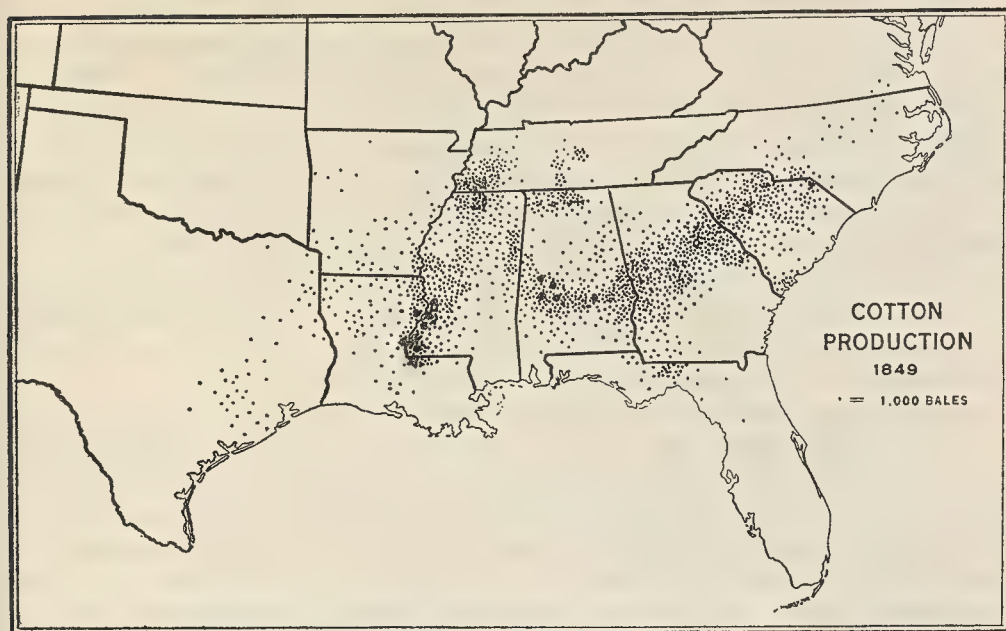 COTTON
PRODUCTION
1849
· = 1,000 BALES